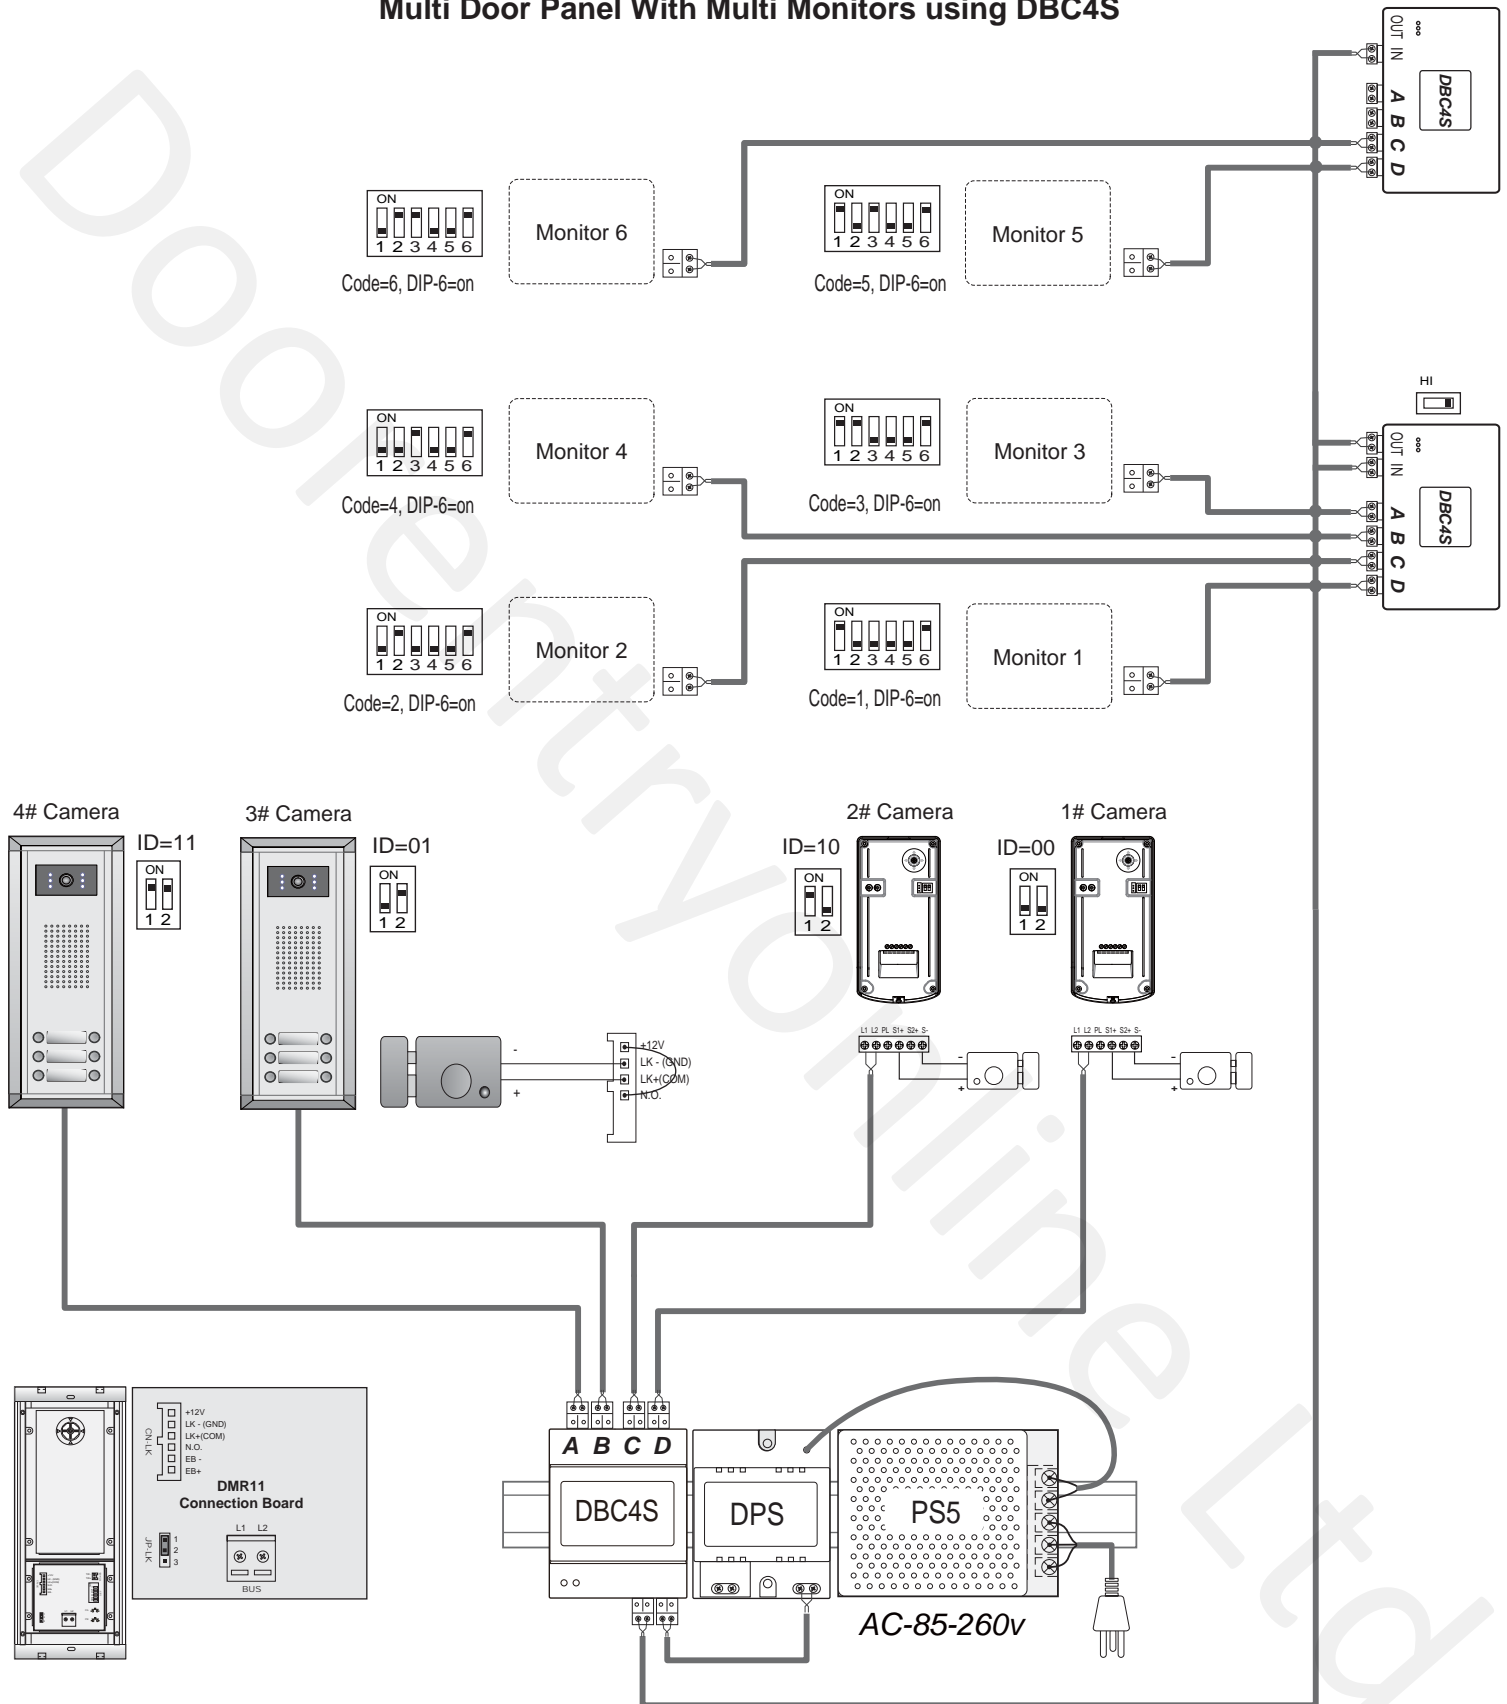 Multi Door Panel With Multi Monitors using DBC4S
OUT IN
DBC4S
A B C D
ON
1 2 3 4 5 6
Code=6, DIP-6=on
Monitor 6
ON
1 2 3 4 5 6
Code=5, DIP-6=on
Monitor 5
HI
OUT IN
DBC4S
A B C D
ON
1 2 3 4 5 6
Code=4, DIP-6=on
Monitor 4
ON
1 2 3 4 5 6
Code=3, DIP-6=on
Monitor 3
ON
1 2 3 4 5 6
Code=2, DIP-6=on
Monitor 2
ON
1 2 3 4 5 6
Code=1, DIP-6=on
Monitor 1
4# Camera
ID=11
ON
1 2
3# Camera
ID=01
ON
1 2
2# Camera
ID=10
ON
1 2
1# Camera
ID=00
ON
1 2
- +
+12V
LK - (GND)
LK+(COM)
N.O.
L1 L2 PL S1+ S2+ S-
- +
L1 L2 PL S1+ S2+ S-
- +
CN-LK
+12V
LK - (GND)
LK+(COM)
N.O.
EB -
EB+
DMR11
Connection Board
JP-LK
1
2
3
L1 L2
BUS
A B C D
DBC4S
DPS
PS5
AC-85-260v
Doorentryonline Ltd